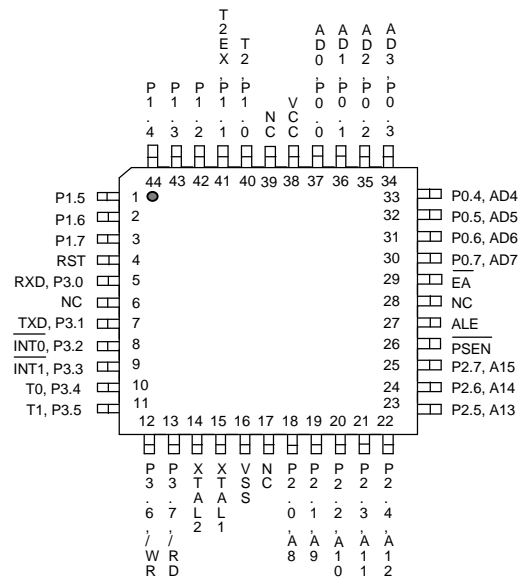 T2EX,P1.1
T2,P1.0
AD0,P0.0
AD1,P0.1
AD2,P0.2
AD3,P0.3
P1.4
P1.3
P1.2
NC
VCC
44 43 42 41 40 39 38 37 36 35 34
P1.5 1
P1.6 2
P1.7 3
RST 4
RXD, P3.0 5
NC 6
TXD, P3.1 7
INT0, P3.2 8
INT1, P3.3 9
T0, P3.4 10
T1, P3.5 11
33 P0.4, AD4
32 P0.5, AD5
31 P0.6, AD6
30 P0.7, AD7
29 EA
28 NC
27 ALE
26 PSEN
25 P2.7, A15
24 P2.6, A14
23 P2.5, A13
12 13 14 15 16 17 18 19 20 21 22
P3.6,/WR
P3.7,/RD
XTAL2
XTAL1
VSS
NC
P2.0,A8
P2.1,A9
P2.2,A10
P2.3,A11
P2.4,A12